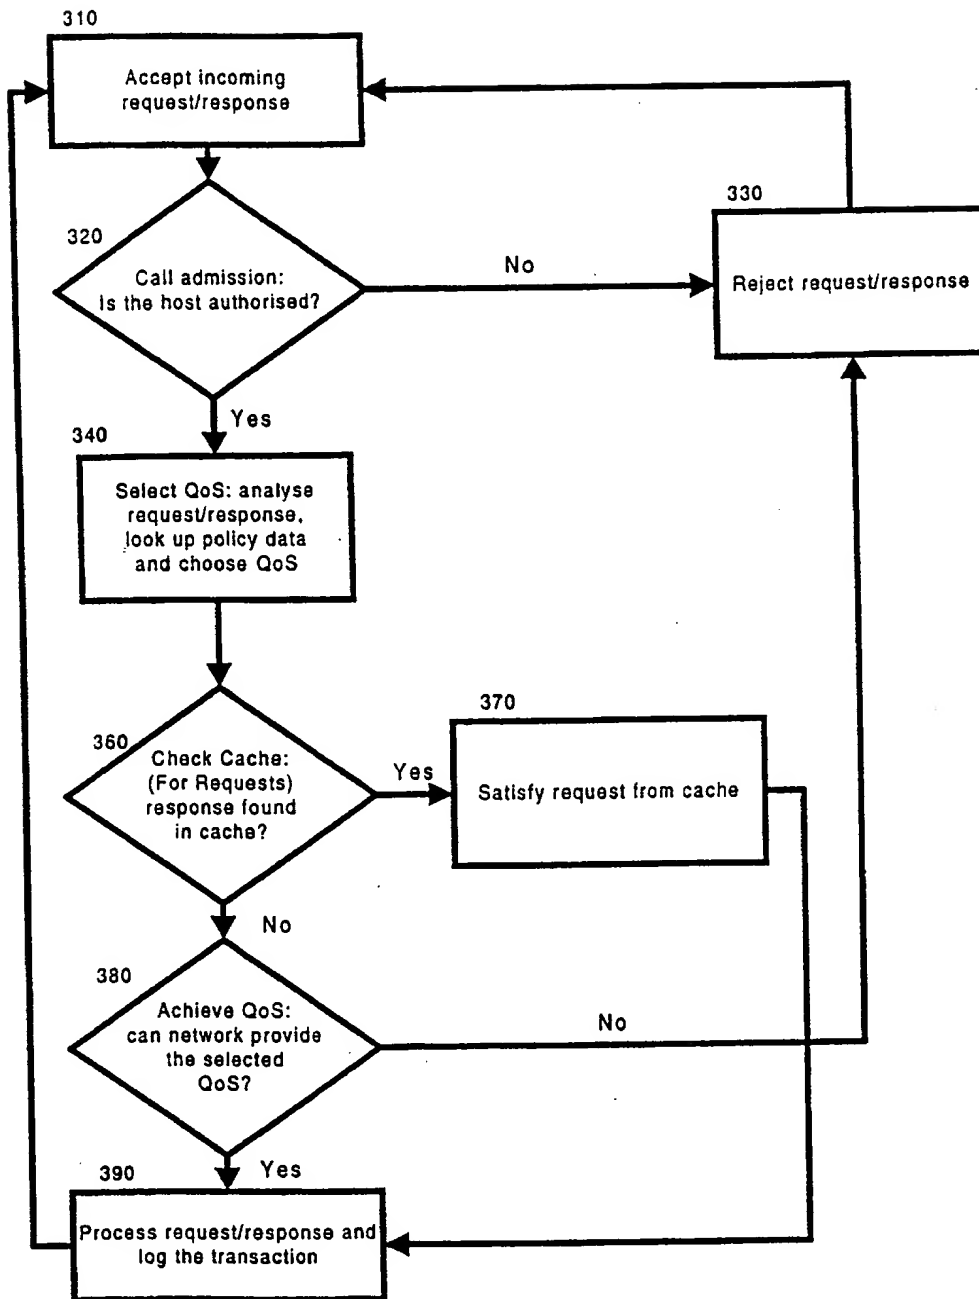 310
Accept incoming
request/response
320
Call admission:
Is the host authorised?
No
330
Reject request/response
Yes
340
Select QoS: analyse
request/response,
look up policy data
and choose QoS
360
Check Cache:
(For Requests)
response found
in cache?
Yes
370
Satisfy request from cache
No
380
Achieve QoS:
can network provide
the selected
QoS?
No
Yes
390
Process request/response and
log the transaction